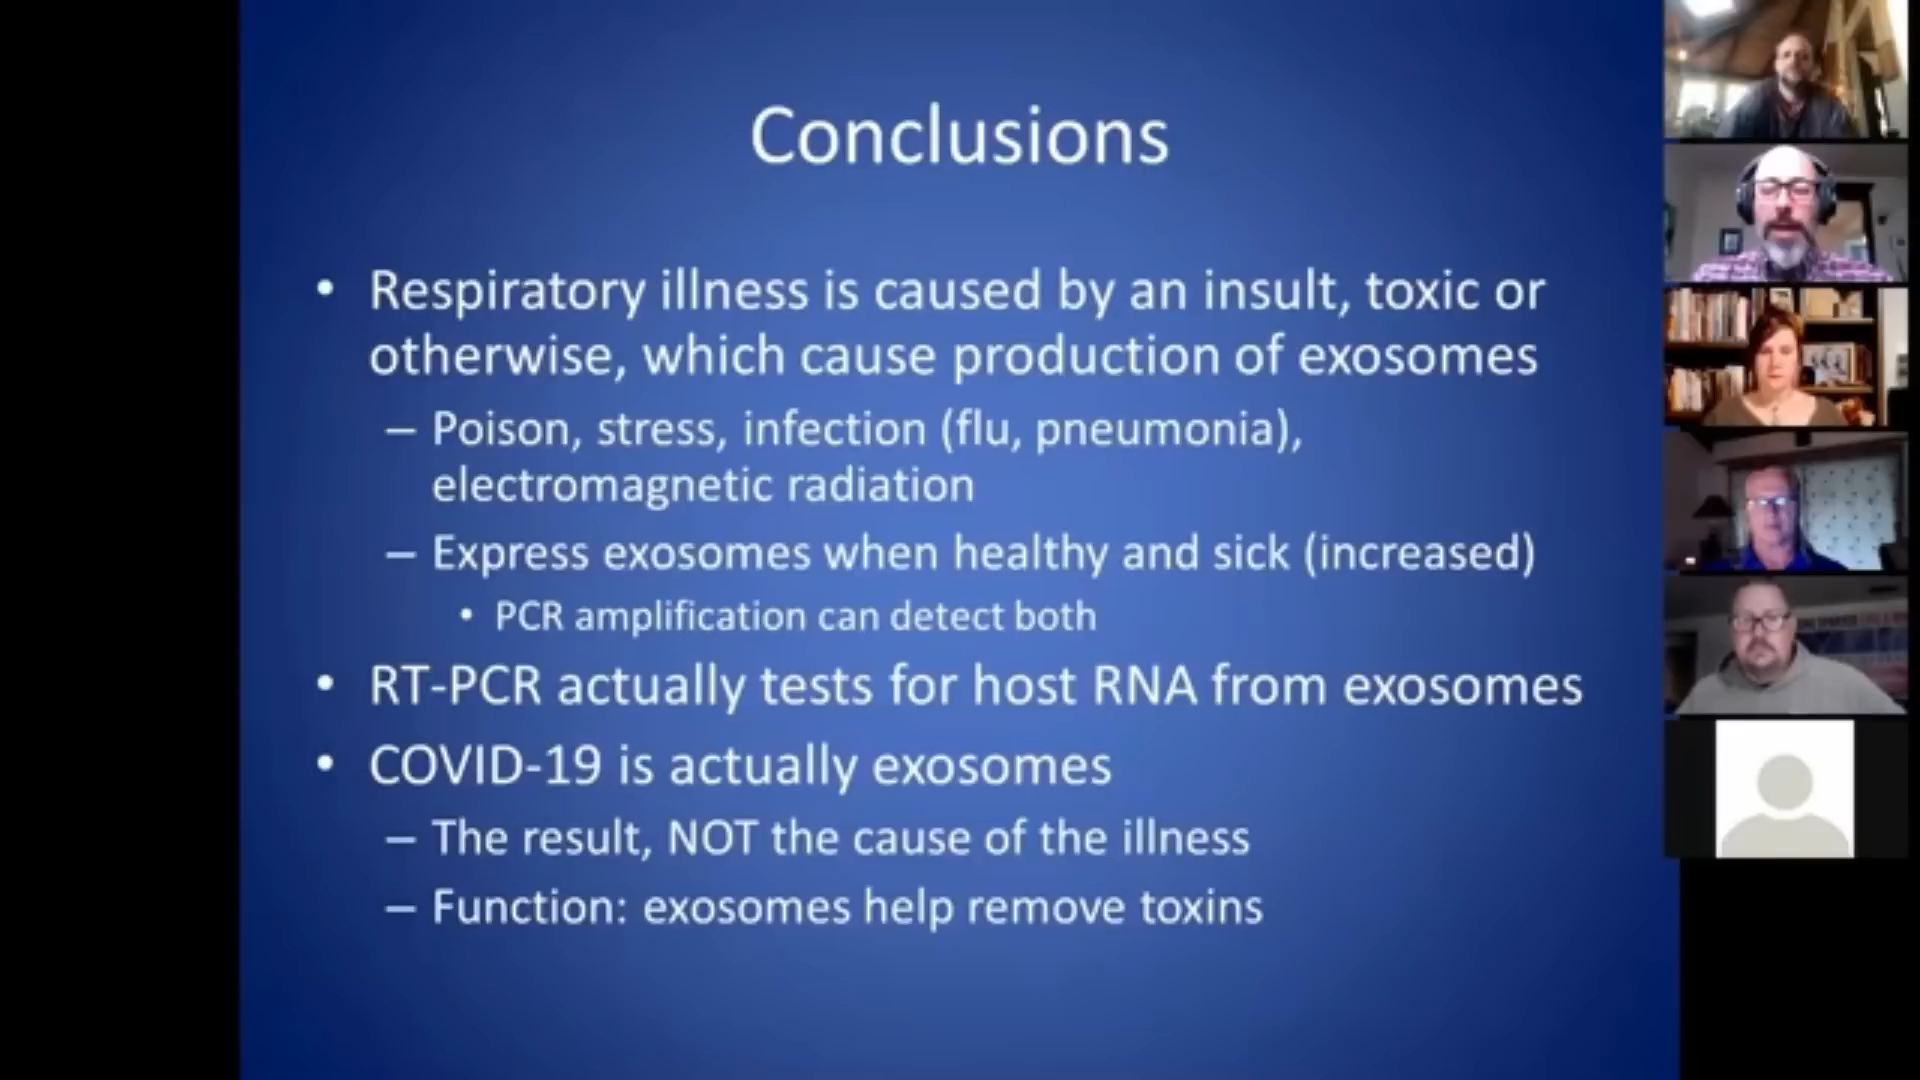 Conclusions
• Respiratory illness is caused by an insult, toxic or
otherwise, which cause production of exosomes
– Poison, stress, infection (flu, pneumonia),
electromagnetic radiation
– Express exosomes when healthy and sick (increased)
• PCR amplification can detect both
• RT-PCR actually tests for host RNA from exosomes
• COVID-19 is actually exosomes
– The result, NOT the cause of the illness
– Function: exosomes help remove toxins